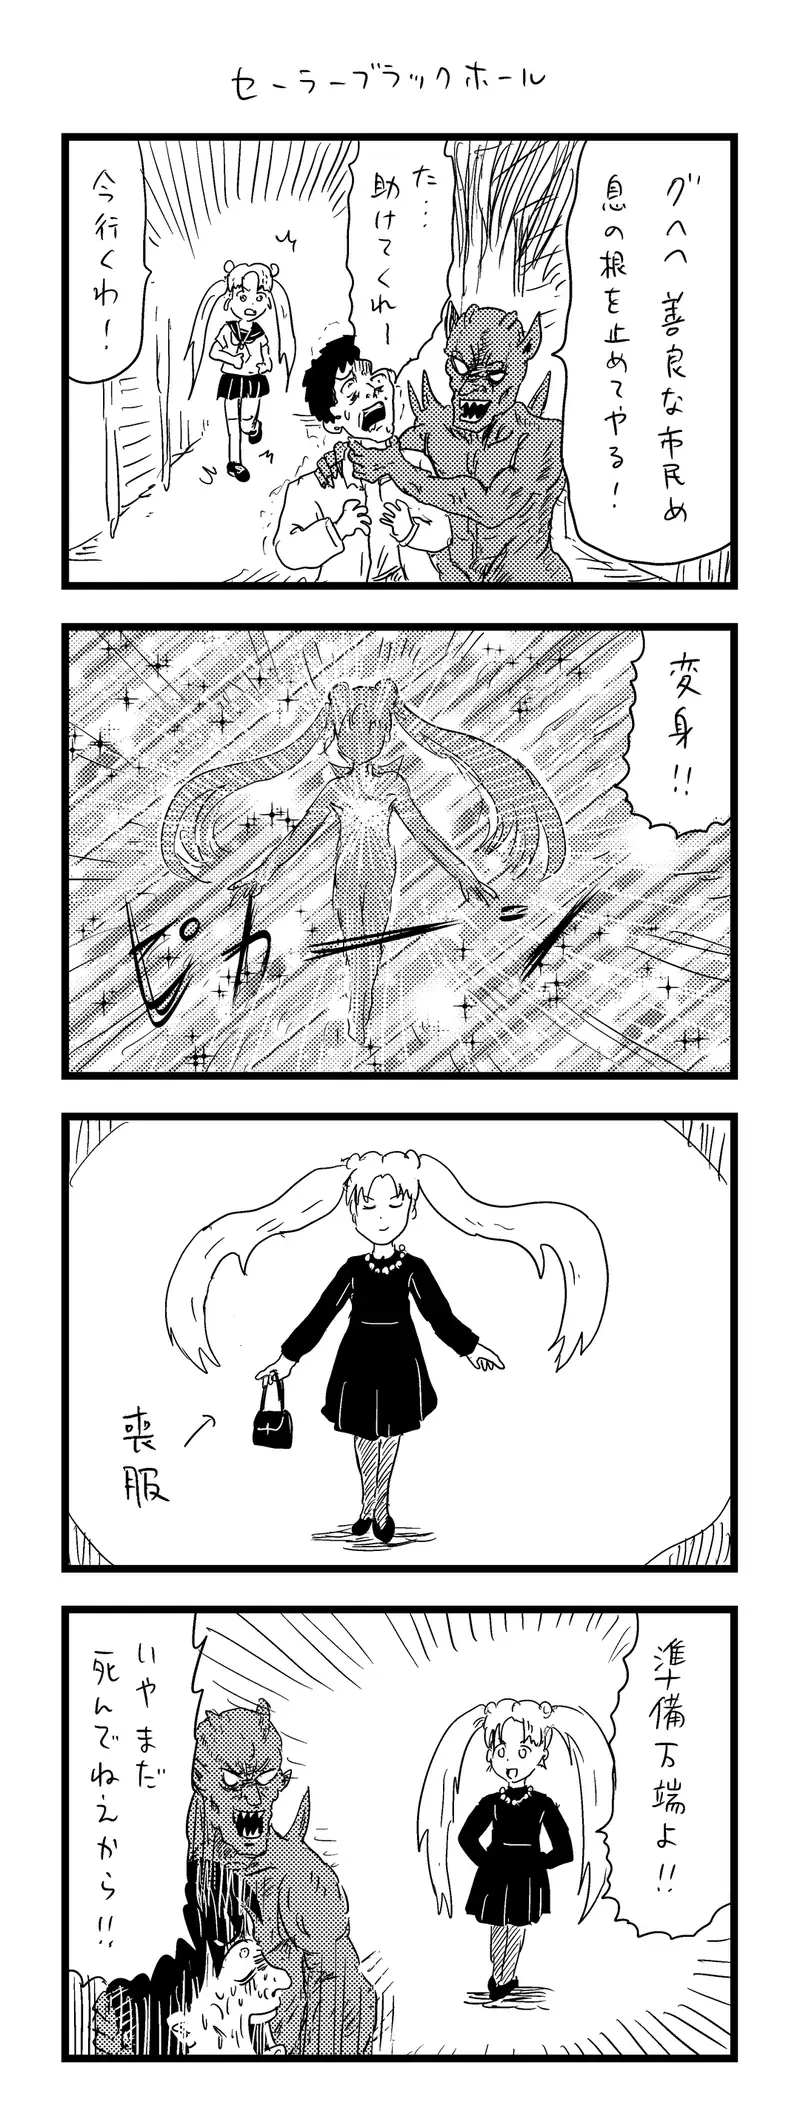 セーラーブラックホール
グヘヘ 善良な市民め
息の根を止めてやる！
た…
助けてくれー
今行くわ！
変身！！
ピカーン
喪
服
準備万端よ！！
いやまだ
死んでねえから！！